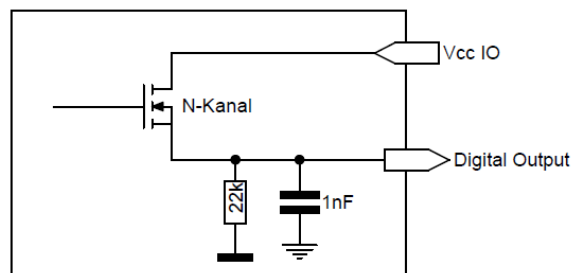 Vcc IO
N-Kanal
Digital Output
22k
1nF